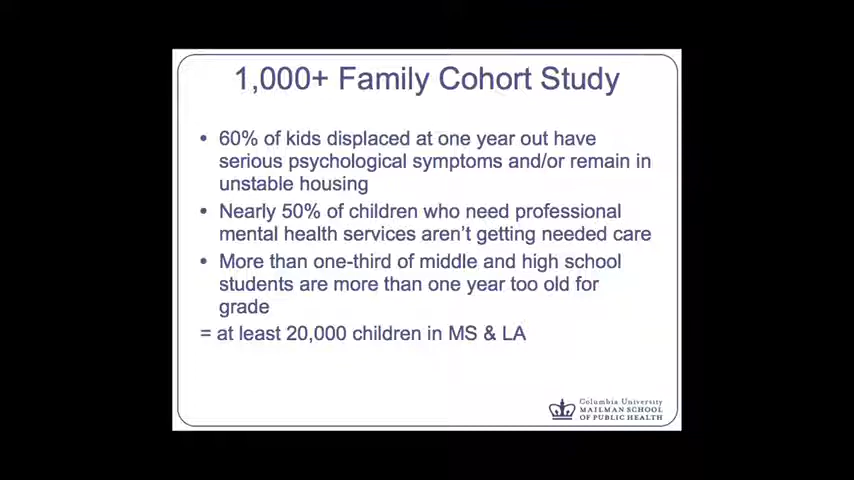 1,000+ Family Cohort Study
• 60% of kids displaced at one year out have
serious psychological symptoms and/or remain in
unstable housing
• Nearly 50% of children who need professional
mental health services aren't getting needed care
• More than one-third of middle and high school
students are more than one year too old for
grade
= at least 20,000 children in MS & LA
Columbia University
MAILMAN SCHOOL
OF PUBLIC HEALTH